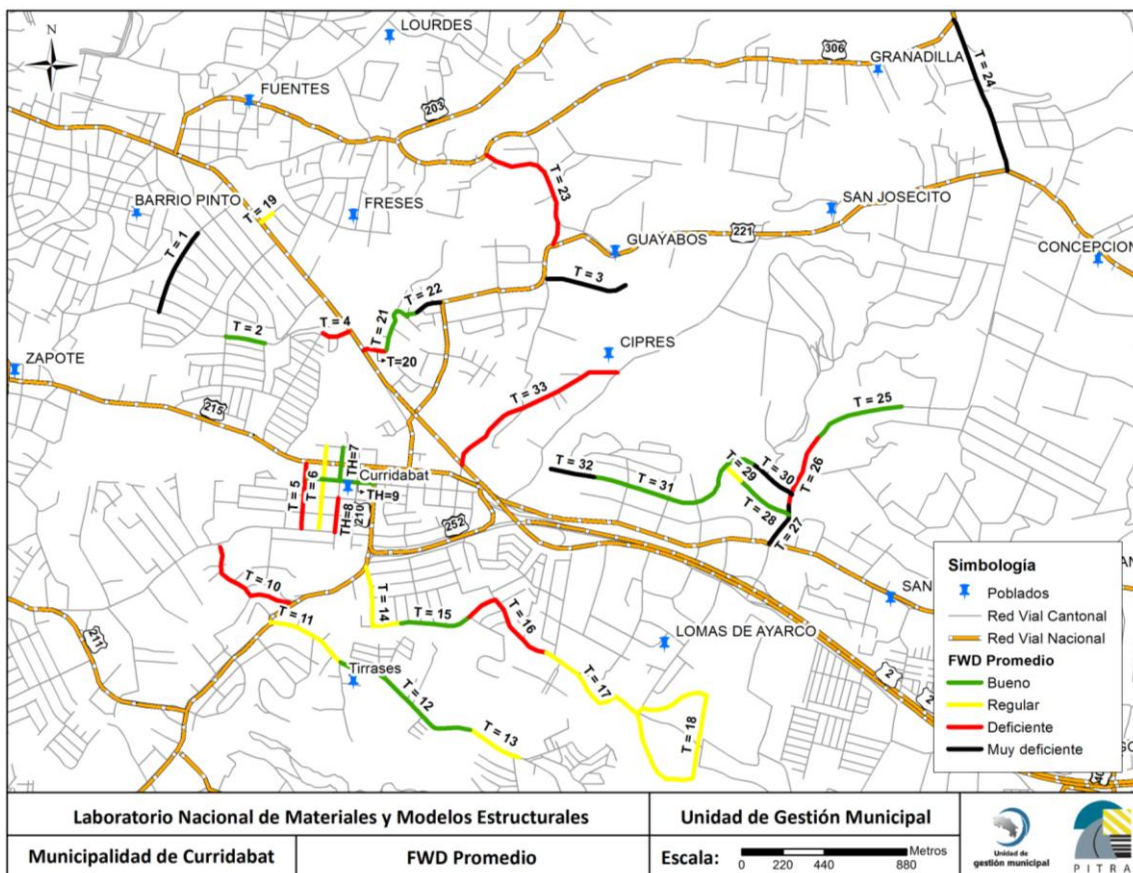 N
LOURDES
306
GRANADILLA
T = 24
FUENTES
203
BARRIO PINTO
T = 19
FRESES
T = 23
SAN JOSECITO
T = 1
GUAYABOS
221
CONCEPCION
T = 3
T = 22
T = 21
T = 2
T = 4
T=20
CIPRES
ZAPOTE
T = 33
215
T = 25
T = 26
TH=7
T = 6
T = 5
Curridabat
TH=9
TH=8
210
252
T = 32
T = 31
T = 29
T = 30
T = 28
T = 27
T = 10
T = 11
T = 14
T = 15
T = 16
SAN
211
Tirrases
LOMAS DE AYARCO
T = 17
T = 12
T = 13
T = 18
2
2
Simbología
Poblados
Red Vial Cantonal
Red Vial Nacional
FWD Promedio
Bueno
Regular
Deficiente
Muy deficiente
Laboratorio Nacional de Materiales y Modelos Estructurales
Unidad de Gestión Municipal
Municipalidad de Curridabat
FWD Promedio
Escala:
Metros
0 220 440 880
Unidad de
gestión municipal
PITRA